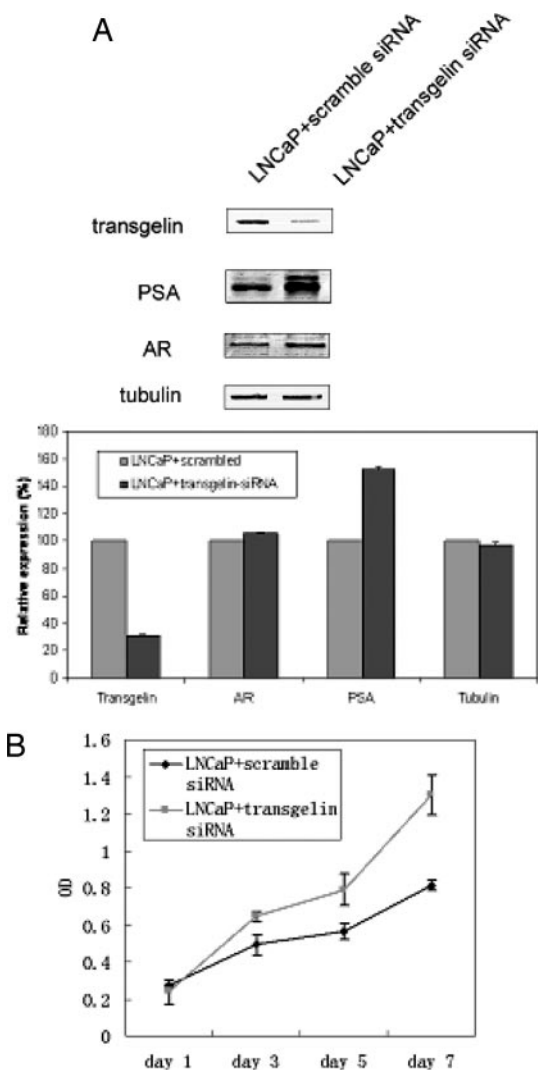 A
LNCaP+scramble siRNA
LNCaP+transgelin siRNA
transgelin
PSA
AR
tubulin
180
160
140
120
100
80
60
40
20
0
Relative expression (%)
LNCaP+scrambled
LNCaP+transgelin-siRNA
Transgelin
AR
PSA
Tubulin
B
1.6
1.4
1.2
1
0.8
0.6
0.4
0.2
0
OD
LNCaP+scramble
siRNA
LNCaP+transgelin
siRNA
day 1
day 3
day 5
day 7